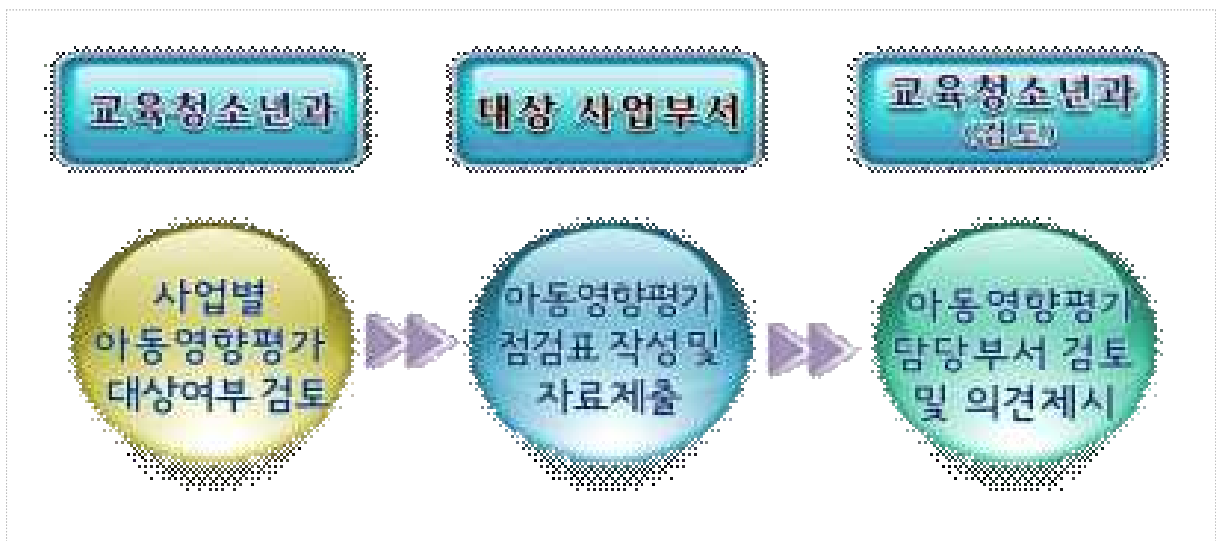 교육청소년과
대상 사업부서
교육청소년과
(검토)
사업별
아동영향평가
대상여부 검토
아동영향평가
점검표 작성 및
자료제출
아동영향평가
담당부서 검토
및 의견제시